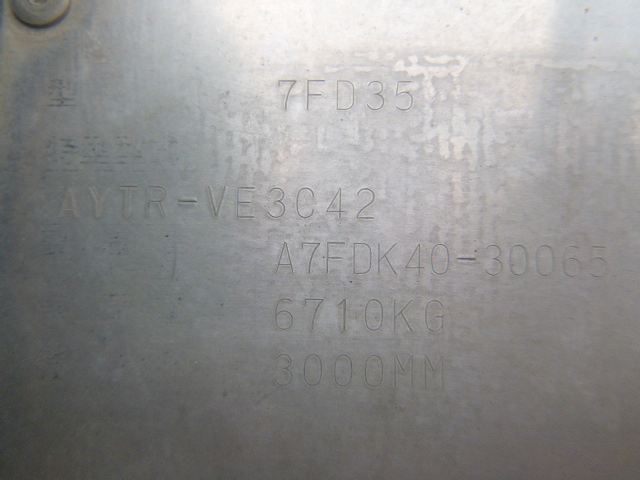 型 7FD35
AYTR-VE3C42
A7FDK40-30065
6710KG
3000MM